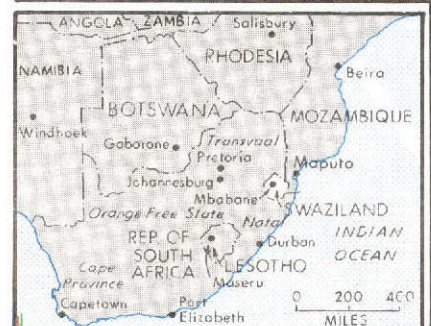 ANGOLA
ZAMBIA
Salisbury
RHODESIA
NAMIBIA
Beira
BOTSWANA
MOZAMBIQUE
Windhoek
Gaborone
Transvaal
Pretoria
Maputo
Johannesburg
Mbabane
Orange Free State
SWAZILAND
Natal
INDIAN
OCEAN
REP OF
SOUTH
AFRICA
Durban
LESOTHO
Maseru
Cape
Province
Capetown
Port
Elizabeth
0 200 400
MILES